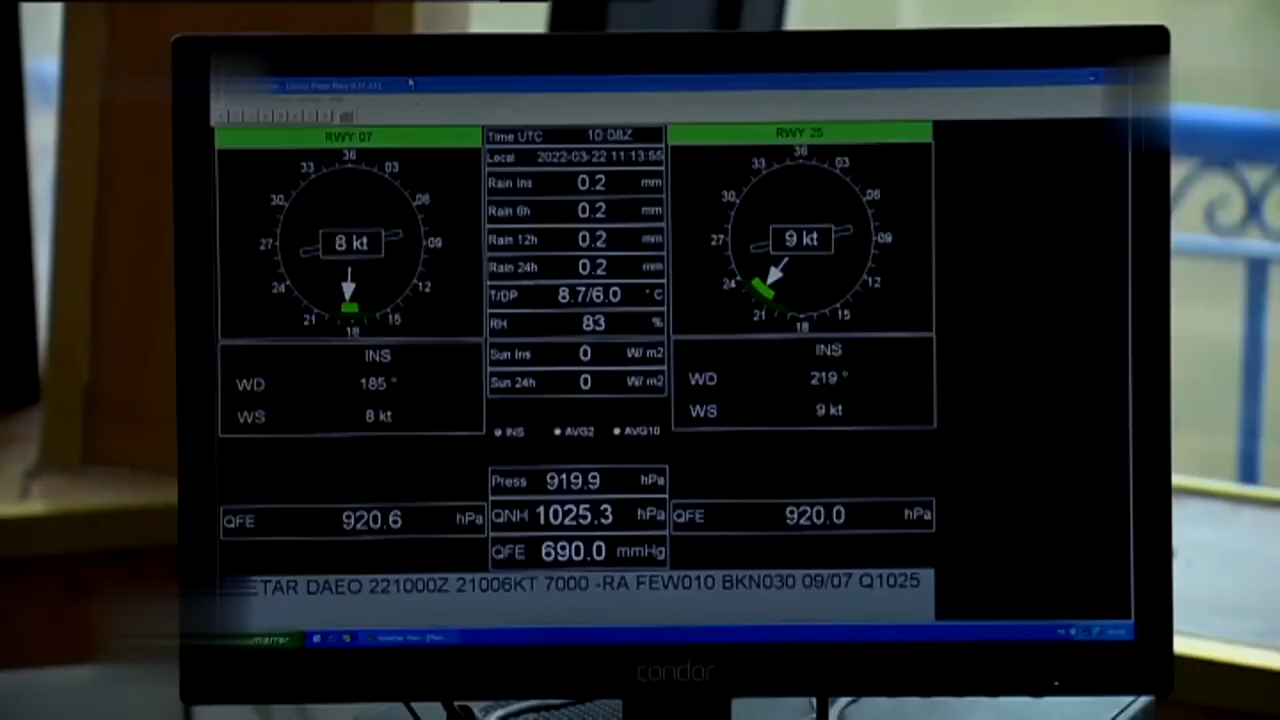 RWY 07
36
33 03
30 06
27 8 kt 09
24 12
21 15
18
INS
WD 185 °
WS 8 kt
QFE 920.6 hPa
Time UTC 10:08Z
Local 2022-03-22 11:13:55
Rain Ins 0.2 mm
Rain 6h 0.2 mm
Rain 12h 0.2 mm
Rain 24h 0.2 mm
T/DP 8.7/6.0 °C
RH 83 %
Sun Ins 0 W/m2
Sun 24h 0 W/m2
INS AVG2 AVG10
Press 919.9 hPa
QNH 1025.3 hPa
QFE 690.0 mmHg
RWY 25
36
33 03
30 06
27 9 kt 09
24 12
21 15
18
INS
WD 219 °
WS 9 kt
QFE 920.0 hPa
ETAR DAEO 221000Z 21006KT 7000 -RA FEW010 BKN030 09/07 Q1025
condor